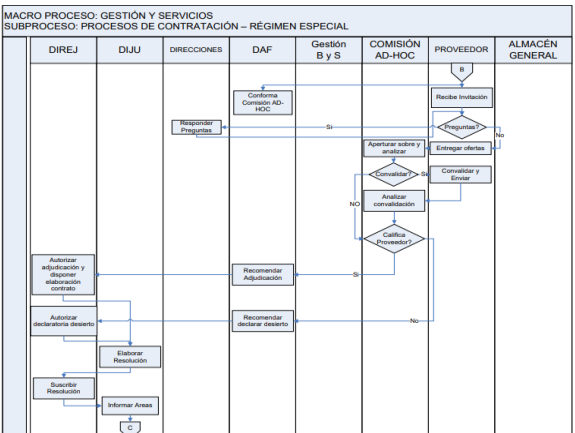 MACRO PROCESO: GESTIÓN Y SERVICIOS
SUBPROCESO: PROCESOS DE CONTRATACIÓN – RÉGIMEN ESPECIAL
DIREJ
DIJU
DIRECCIONES
DAF
Gestión
B y S
COMISIÓN
AD-HOC
PROVEEDOR
ALMACÉN
GENERAL
B
Conforma
Comisión AD-
HOC
Recibe Invitación
Responder
Preguntas
Si
Preguntas?
No
Aperturar sobre y
analizar
Entregar ofertas
Convalidar?
Si
Convalidar y
Enviar
NO
Analizar
convalidación
Califica
Proveedor?
Autorizar
adjudicación y
disponer
elaboración
contrato
Recomendar
Adjudicación
Si
Autorizar
declaratoria desierto
Recomendar
declarar desierto
No
Elaborar
Resolución
Suscribir
Resolución
Informar Areas
C